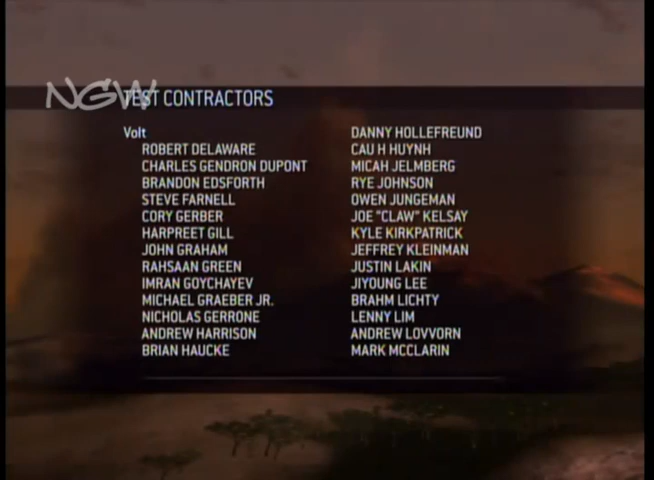 NGW
TEST CONTRACTORS
Volt
ROBERT DELAWARE
CHARLES GENDRON DUPONT
BRANDON EDSFORTH
STEVE FARNELL
CORY GERBER
HARPREET GILL
JOHN GRAHAM
RAHSAAN GREEN
IMRAN GOYCHAYEV
MICHAEL GRAEBER JR.
NICHOLAS GERRONE
ANDREW HARRISON
BRIAN HAUCKE
DANNY HOLLEFREUND
CAU H HUYNH
MICAH JELMBERG
RYE JOHNSON
OWEN JUNGEMAN
JOE "CLAW" KELSAY
KYLE KIRKPATRICK
JEFFREY KLEINMAN
JUSTIN LAKIN
JIYOUNG LEE
BRAHM LICHTY
LENNY LIM
ANDREW LOVVORN
MARK MCCLARIN